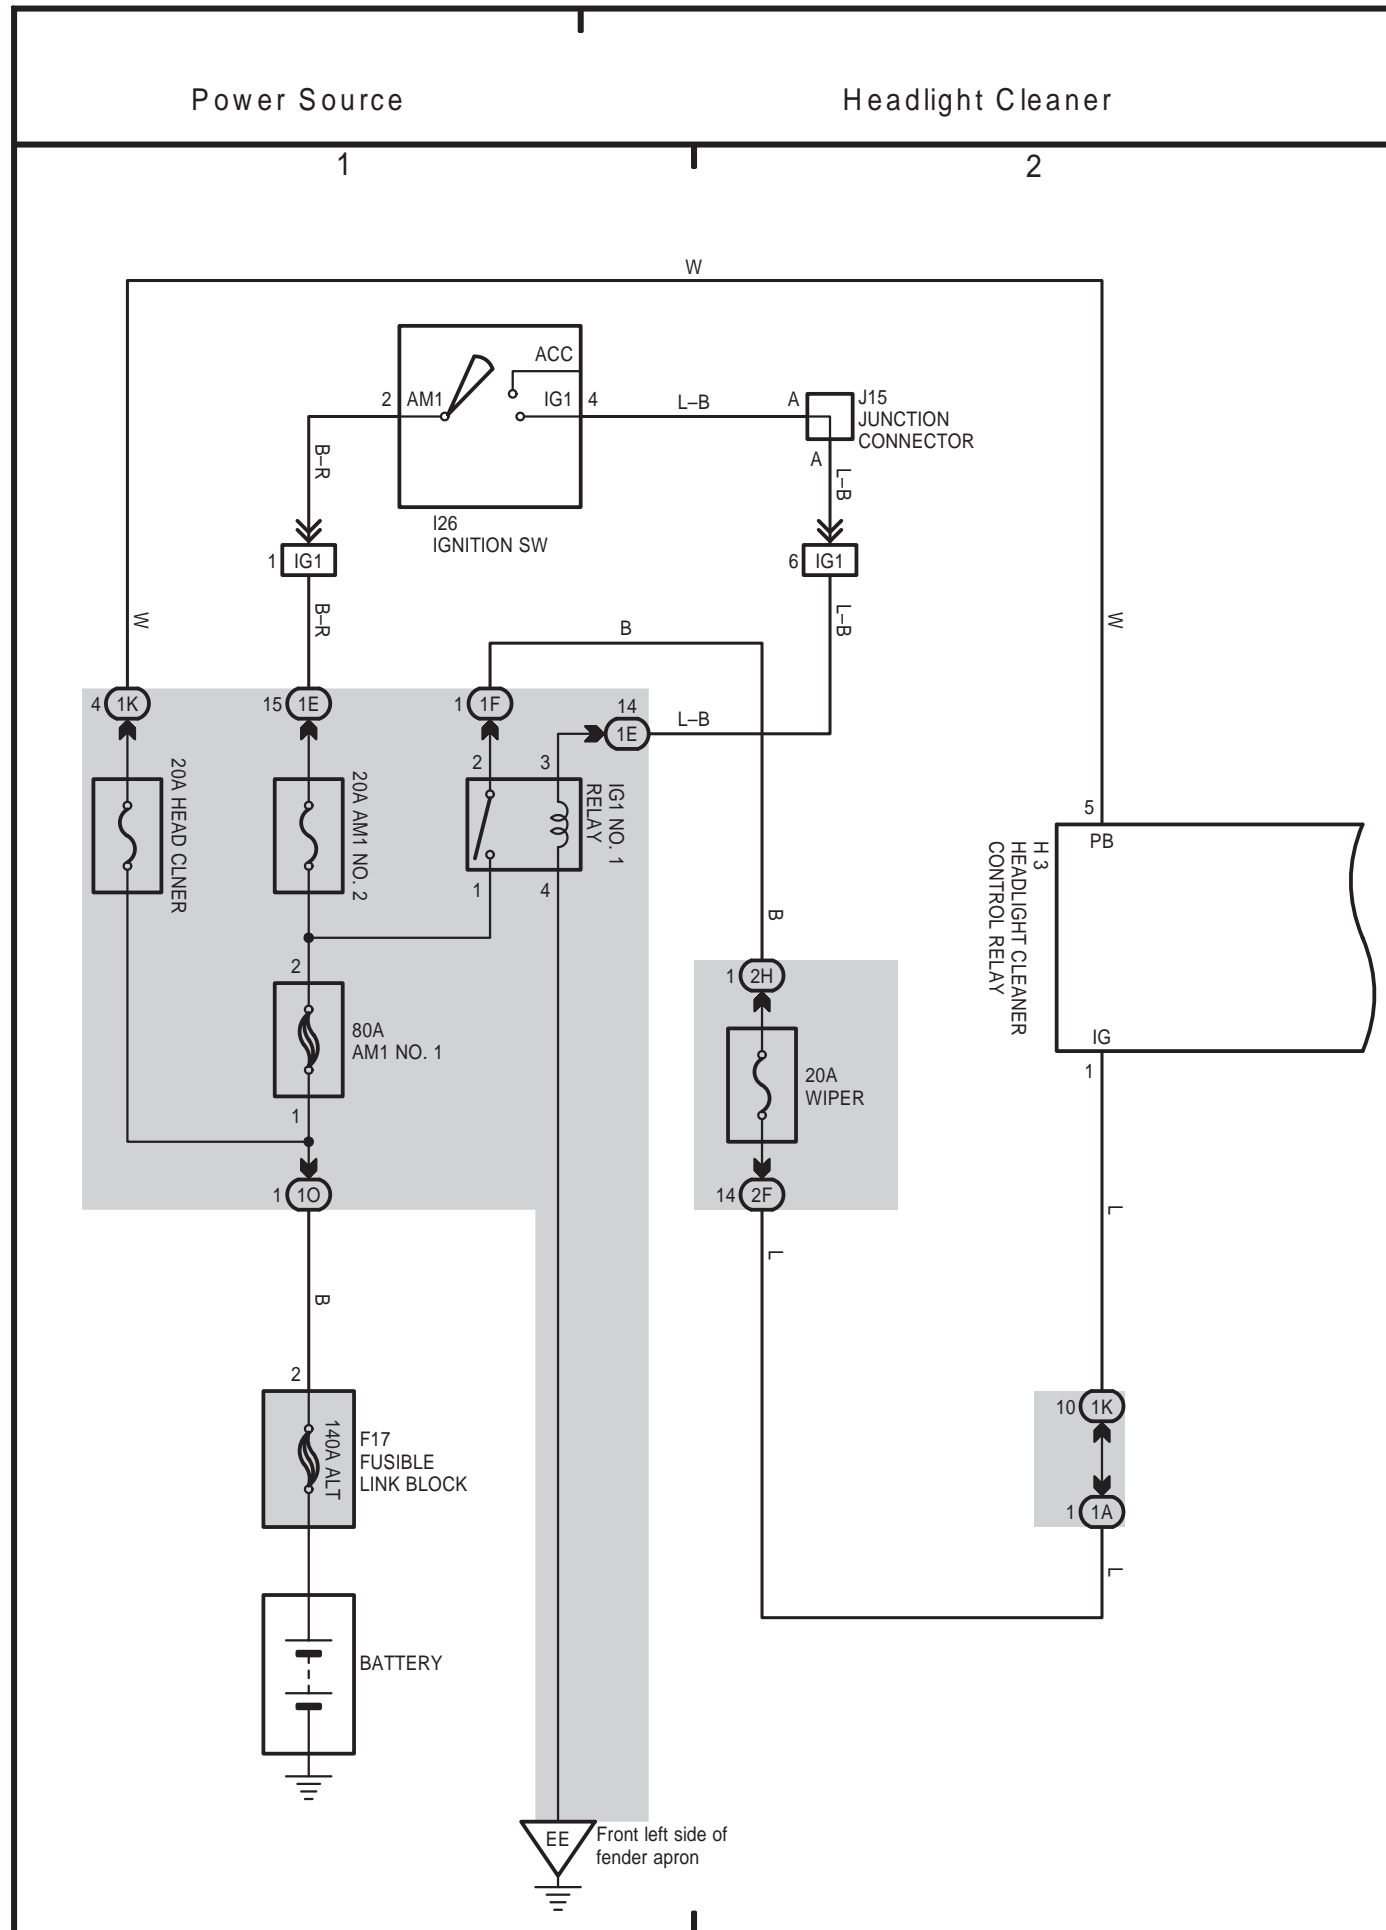 Power Source
Headlight Cleaner
1
2
W
ACC
2
AM1
IG1
4
L–B
A
J15
JUNCTION
CONNECTOR
A
B–R
L–B
I26
IGNITION SW
1
IG1
6
IG1
W
B–R
B
L–B
W
4
1K
15
1E
1
1F
14
1E
L–B
20A HEAD CLNER
20A AM1 NO. 2
2
3
IG1 NO. 1
RELAY
1
4
5
PB
H 3
HEADLIGHT CLEANER
CONTROL RELAY
IG
1
B
2
80A
AM1 NO. 1
1
1
2H
20A
WIPER
1
1O
14
2F
L
L
B
2
140A ALT
F17
FUSIBLE
LINK BLOCK
10
1K
1
1A
L
BATTERY
EE
Front left side of
fender apron